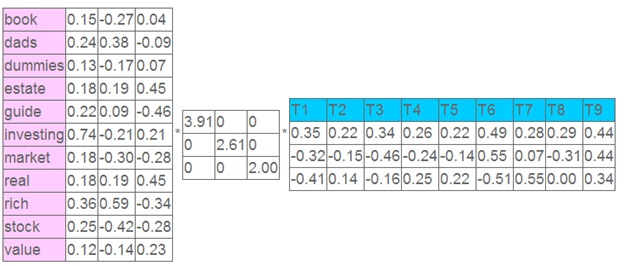 book 0.15 -0.27 0.04
dads 0.24 0.38 -0.09
dummies 0.13 -0.17 0.07
estate 0.18 0.19 0.45
guide 0.22 0.09 -0.46
investing 0.74 -0.21 0.21
market 0.18 -0.30 -0.28
real 0.18 0.19 0.45
rich 0.36 0.59 -0.34
stock 0.25 -0.42 -0.28
value 0.12 -0.14 0.23
*
3.91 0 0
0 2.61 0
0 0 2.00
*
T1 T2 T3 T4 T5 T6 T7 T8 T9
0.35 0.22 0.34 0.26 0.22 0.49 0.28 0.29 0.44
-0.32 -0.15 -0.46 -0.24 -0.14 0.55 0.07 -0.31 0.44
-0.41 0.14 -0.16 0.25 0.22 -0.51 0.55 0.00 0.34